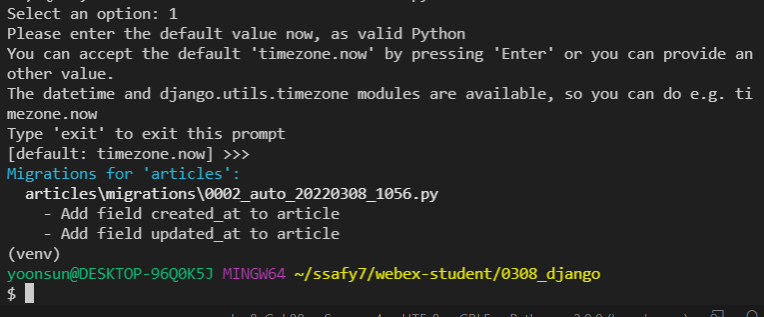 Select an option: 1
Please enter the default value now, as valid Python
You can accept the default 'timezone.now' by pressing 'Enter' or you can provide an
other value.
The datetime and django.utils.timezone modules are available, so you can do e.g. ti
mezone.now
Type 'exit' to exit this prompt
[default: timezone.now] >>>
Migrations for 'articles':
articles\migrations\0002_auto_20220308_1056.py
- Add field created_at to article
- Add field updated_at to article
(venv)
yoonsun@DESKTOP-96Q0K5J MINGW64 ~/ssafy7/webex-student/0308_django
$